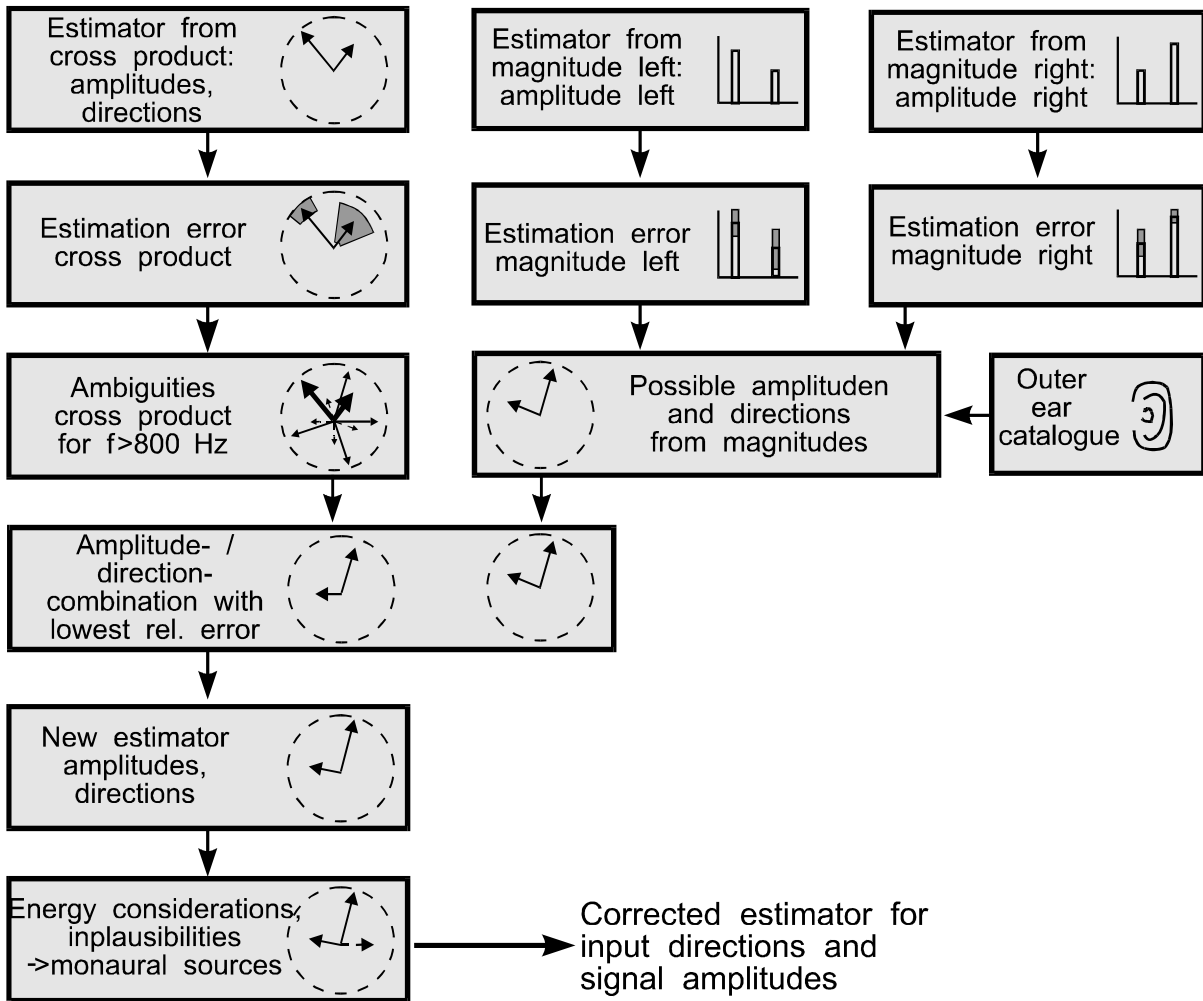 Estimator from
cross product:
amplitudes,
directions
Estimator from
magnitude left:
amplitude left
Estimator from
magnitude right:
amplitude right
Estimation error
cross product
Estimation error
magnitude left
Estimation error
magnitude right
Ambiguities
cross product
for f>800 Hz
Possible amplituden
and directions
from magnitudes
Outer
ear
catalogue
Amplitude- /
direction-
combination with
lowest rel. error
New estimator
amplitudes,
directions
Energy considerations,
inplausibilities
->monaural sources
Corrected estimator for
input directions and
signal amplitudes